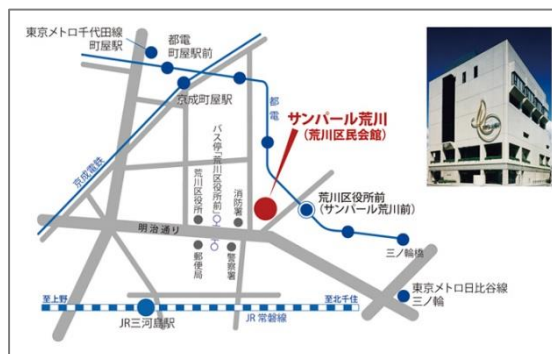 東京メトロ千代田線
町屋駅
都電
町屋駅前
京成町屋駅
都電
サンパール荒川
(荒川区民会館)
京成電鉄
バス停「荒川区役所前」
荒川区役所
消防署
荒川区役所前
(サンパール荒川前)
明治通り
郵便局
警察署
三ノ輪橋
東京メトロ日比谷線
三ノ輪
至上野
至北千住
JR三河島駅
JR 常磐線